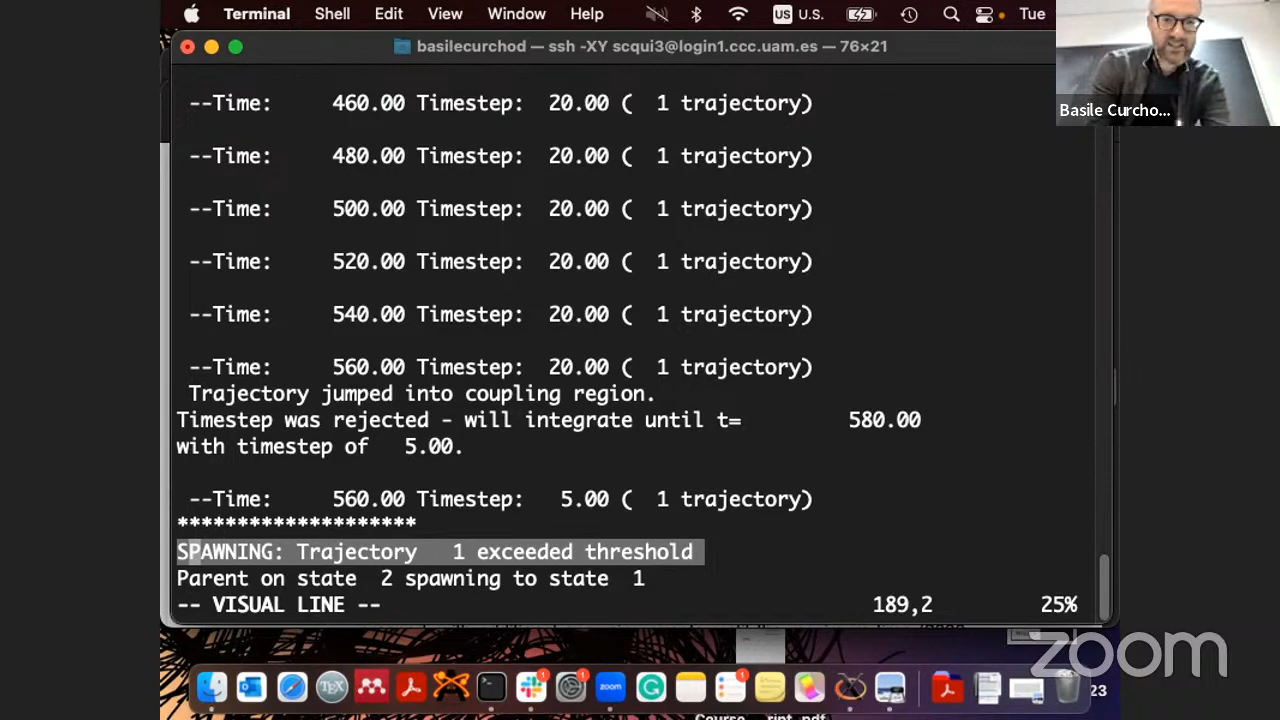 Terminal Shell Edit View Window Help US U.S. Tue
basilecurchod — ssh -XY scqui3@login1.ccc.uam.es — 76×21
Basile Curcho...
--Time: 460.00 Timestep: 20.00 ( 1 trajectory)
--Time: 480.00 Timestep: 20.00 ( 1 trajectory)
--Time: 500.00 Timestep: 20.00 ( 1 trajectory)
--Time: 520.00 Timestep: 20.00 ( 1 trajectory)
--Time: 540.00 Timestep: 20.00 ( 1 trajectory)
--Time: 560.00 Timestep: 20.00 ( 1 trajectory)
Trajectory jumped into coupling region.
Timestep was rejected - will integrate until t= 580.00
with timestep of 5.00.
--Time: 560.00 Timestep: 5.00 ( 1 trajectory)
********************
SPAWNING: Trajectory 1 exceeded threshold
Parent on state 2 spawning to state 1
-- VISUAL LINE -- 189,2 25%
zoom
TEX zoom 23